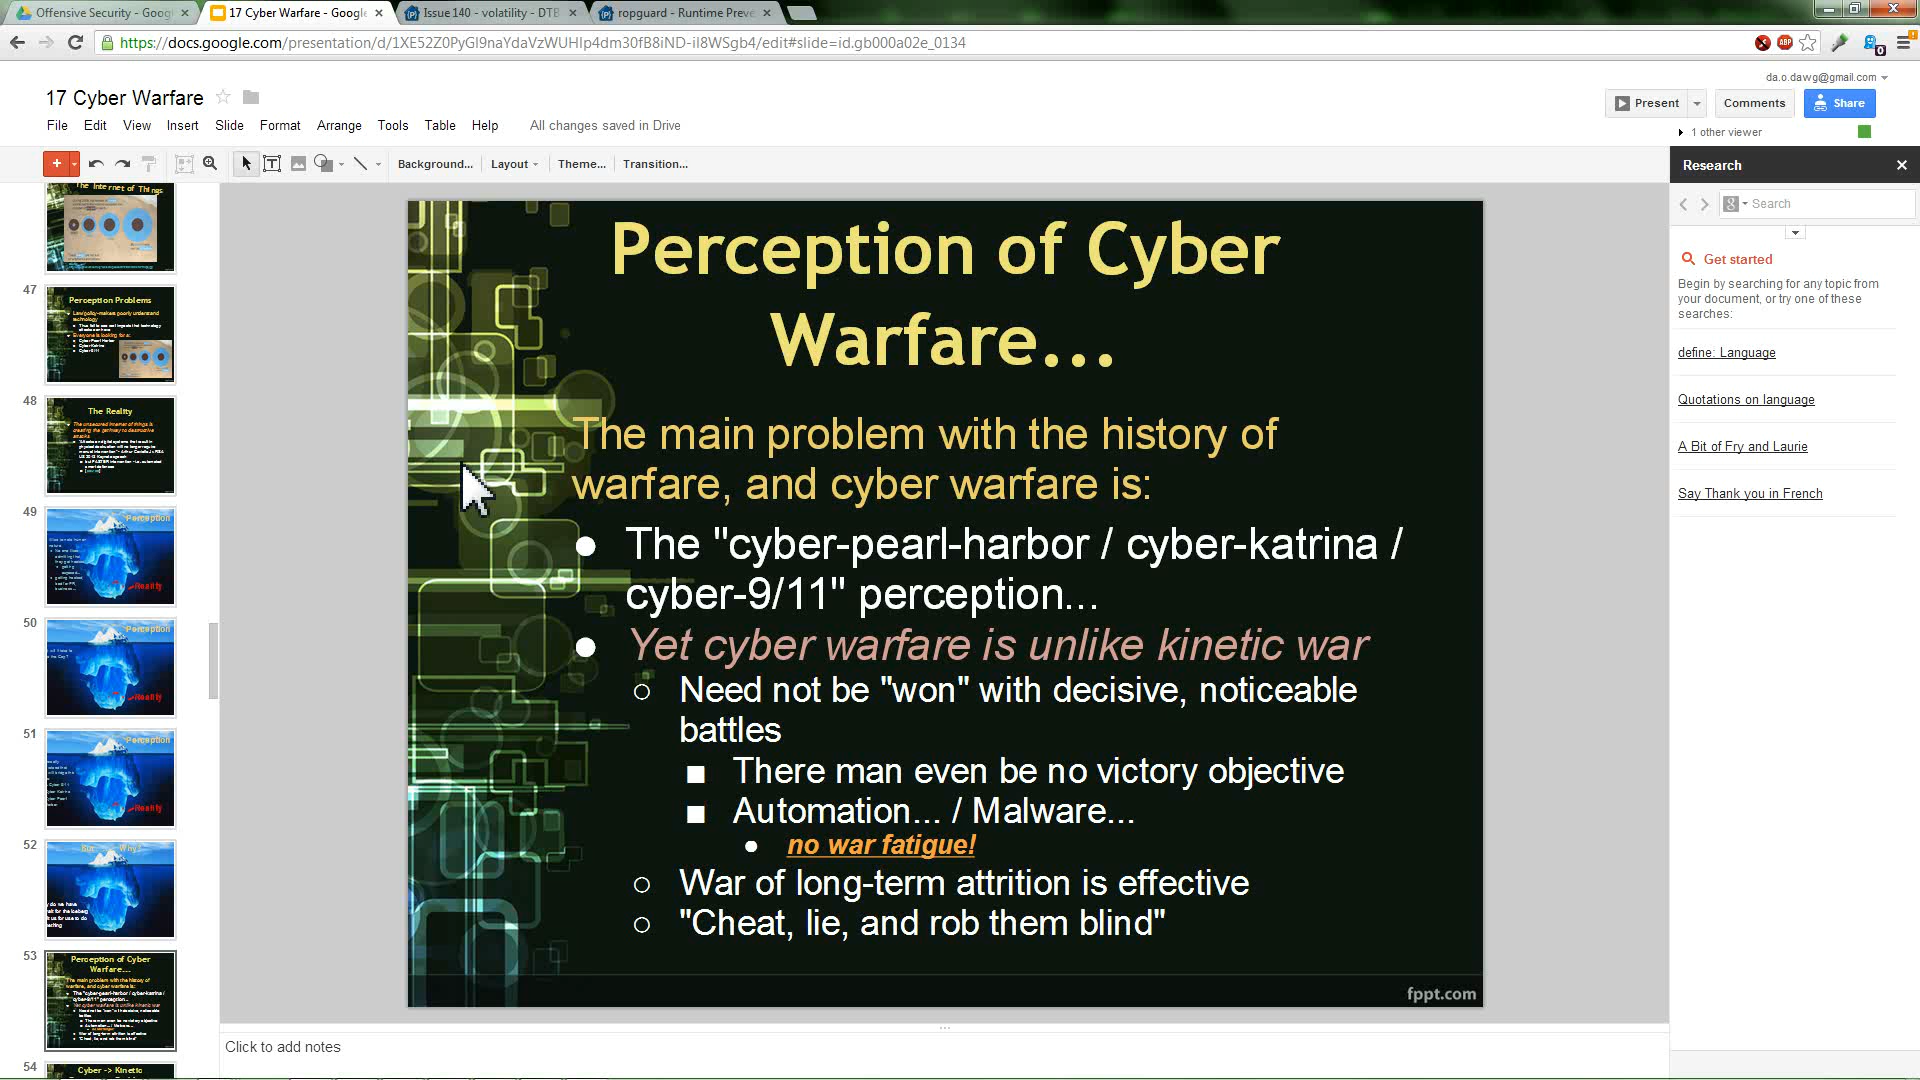 Offensive Security - Goog
17 Cyber Warfare - Google
Issue 140 - volatility - DTB
ropguard - Runtime Preve
https://docs.google.com/presentation/d/1XE52Z0PyGl9naYdaVzWUHIp4dm30fB8iND-il8WSgb4/edit#slide=id.gb000a02e_0134
da.o.dawg@gmail.com
17 Cyber Warfare
Present
Comments
Share
File Edit View Insert Slide Format Arrange Tools Table Help All changes saved in Drive
1 other viewer
Background... Layout Theme... Transition...
Research
Search
Get started
Begin by searching for any topic from
your document, or try one of these
searches:
define: Language
Quotations on language
A Bit of Fry and Laurie
Say Thank you in French
The Internet of Things
47
Perception Problems
48
The Reality
49
Perception
Reality
50
Perception
Reality
51
Perception
Reality
52
But Why?
53
Perception of Cyber
Warfare...
54
Cyber -> Kinetic
Perception of Cyber
Warfare...
The main problem with the history of
warfare, and cyber warfare is:
● The "cyber-pearl-harbor / cyber-katrina /
cyber-9/11" perception...
● Yet cyber warfare is unlike kinetic war
○ Need not be "won" with decisive, noticeable
battles
■ There man even be no victory objective
■ Automation... / Malware...
● no war fatigue!
○ War of long-term attrition is effective
○ "Cheat, lie, and rob them blind"
fppt.com
Click to add notes